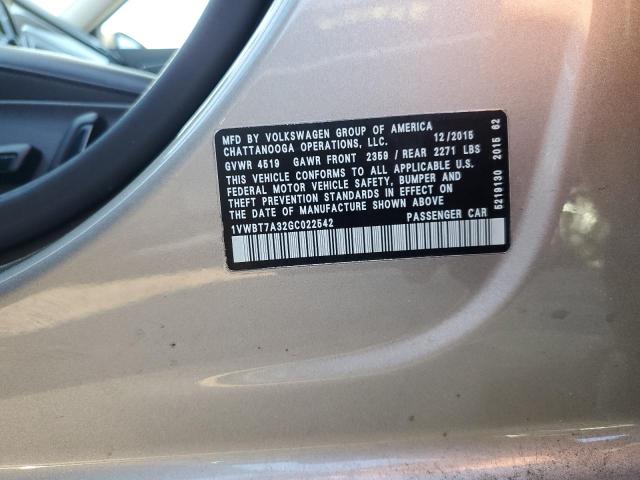 MFD BY VOLKSWAGEN GROUP OF AMERICA 12/2015
CHATTANOOGA OPERATIONS, LLC.
GVWR 4519 GAWR FRONT 2359 / REAR 2271 LBS
THIS VEHICLE CONFORMS TO ALL APPLICABLE U.S.
FEDERAL MOTOR VEHICLE SAFETY, BUMPER AND
THEFT PREVENTION STANDARDS IN EFFECT ON
THE DATE OF MANUFACTURE SHOWN ABOVE
1VWBT7A32GC022542 PASSENGER CAR
5219130 2015 62